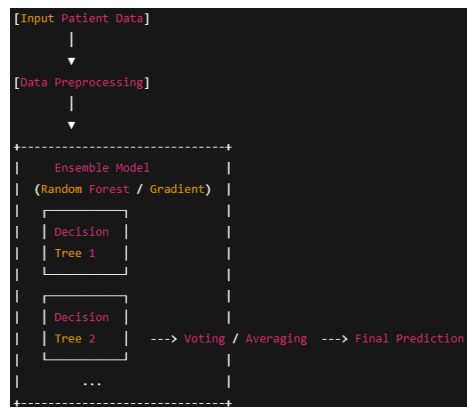 [Input Patient Data]
[Data Preprocessing]
Ensemble Model
(Random Forest / Gradient)
Decision
Tree 1
Decision
Tree 2 ---> Voting / Averaging ---> Final Prediction
...